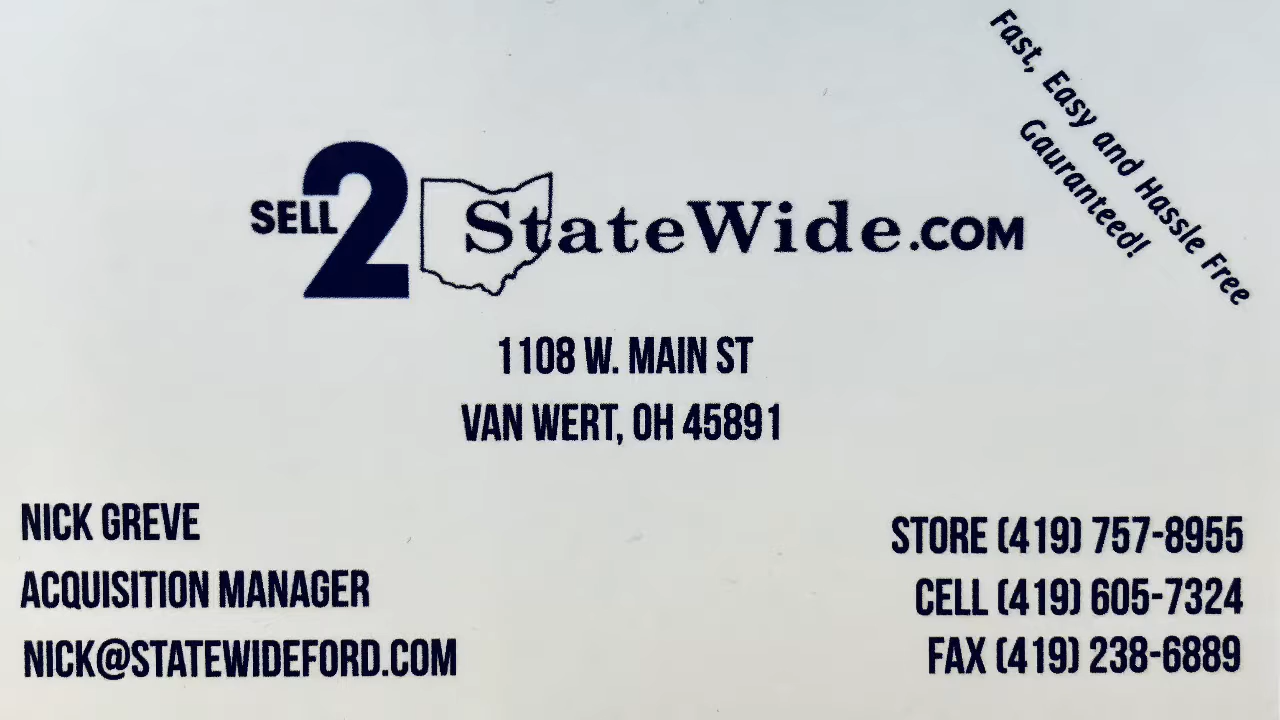 Fast, Easy and Hassle Free
Gauranteed!
SELL 2 StateWide.COM
1108 W. MAIN ST
VAN WERT, OH 45891
NICK GREVE
ACQUISITION MANAGER
NICK@STATEWIDEFORD.COM
STORE (419) 757-8955
CELL (419) 605-7324
FAX (419) 238-6889